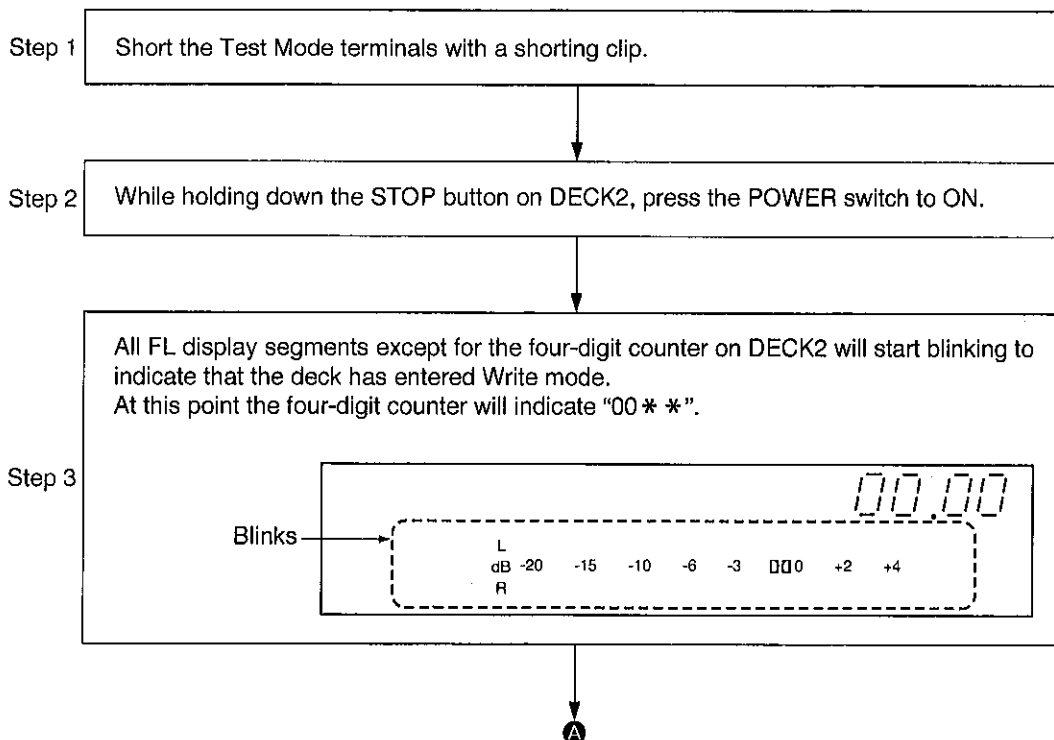 Step 1
Short the Test Mode terminals with a shorting clip.
Step 2
While holding down the STOP button on DECK2, press the POWER switch to ON.
Step 3
All FL display segments except for the four-digit counter on DECK2 will start blinking to
indicate that the deck has entered Write mode.
At this point the four-digit counter will indicate “00 * *”.
00.00
Blinks
L
dB -20 -15 -10 -6 -3 ▯▯0 +2 +4
R
A